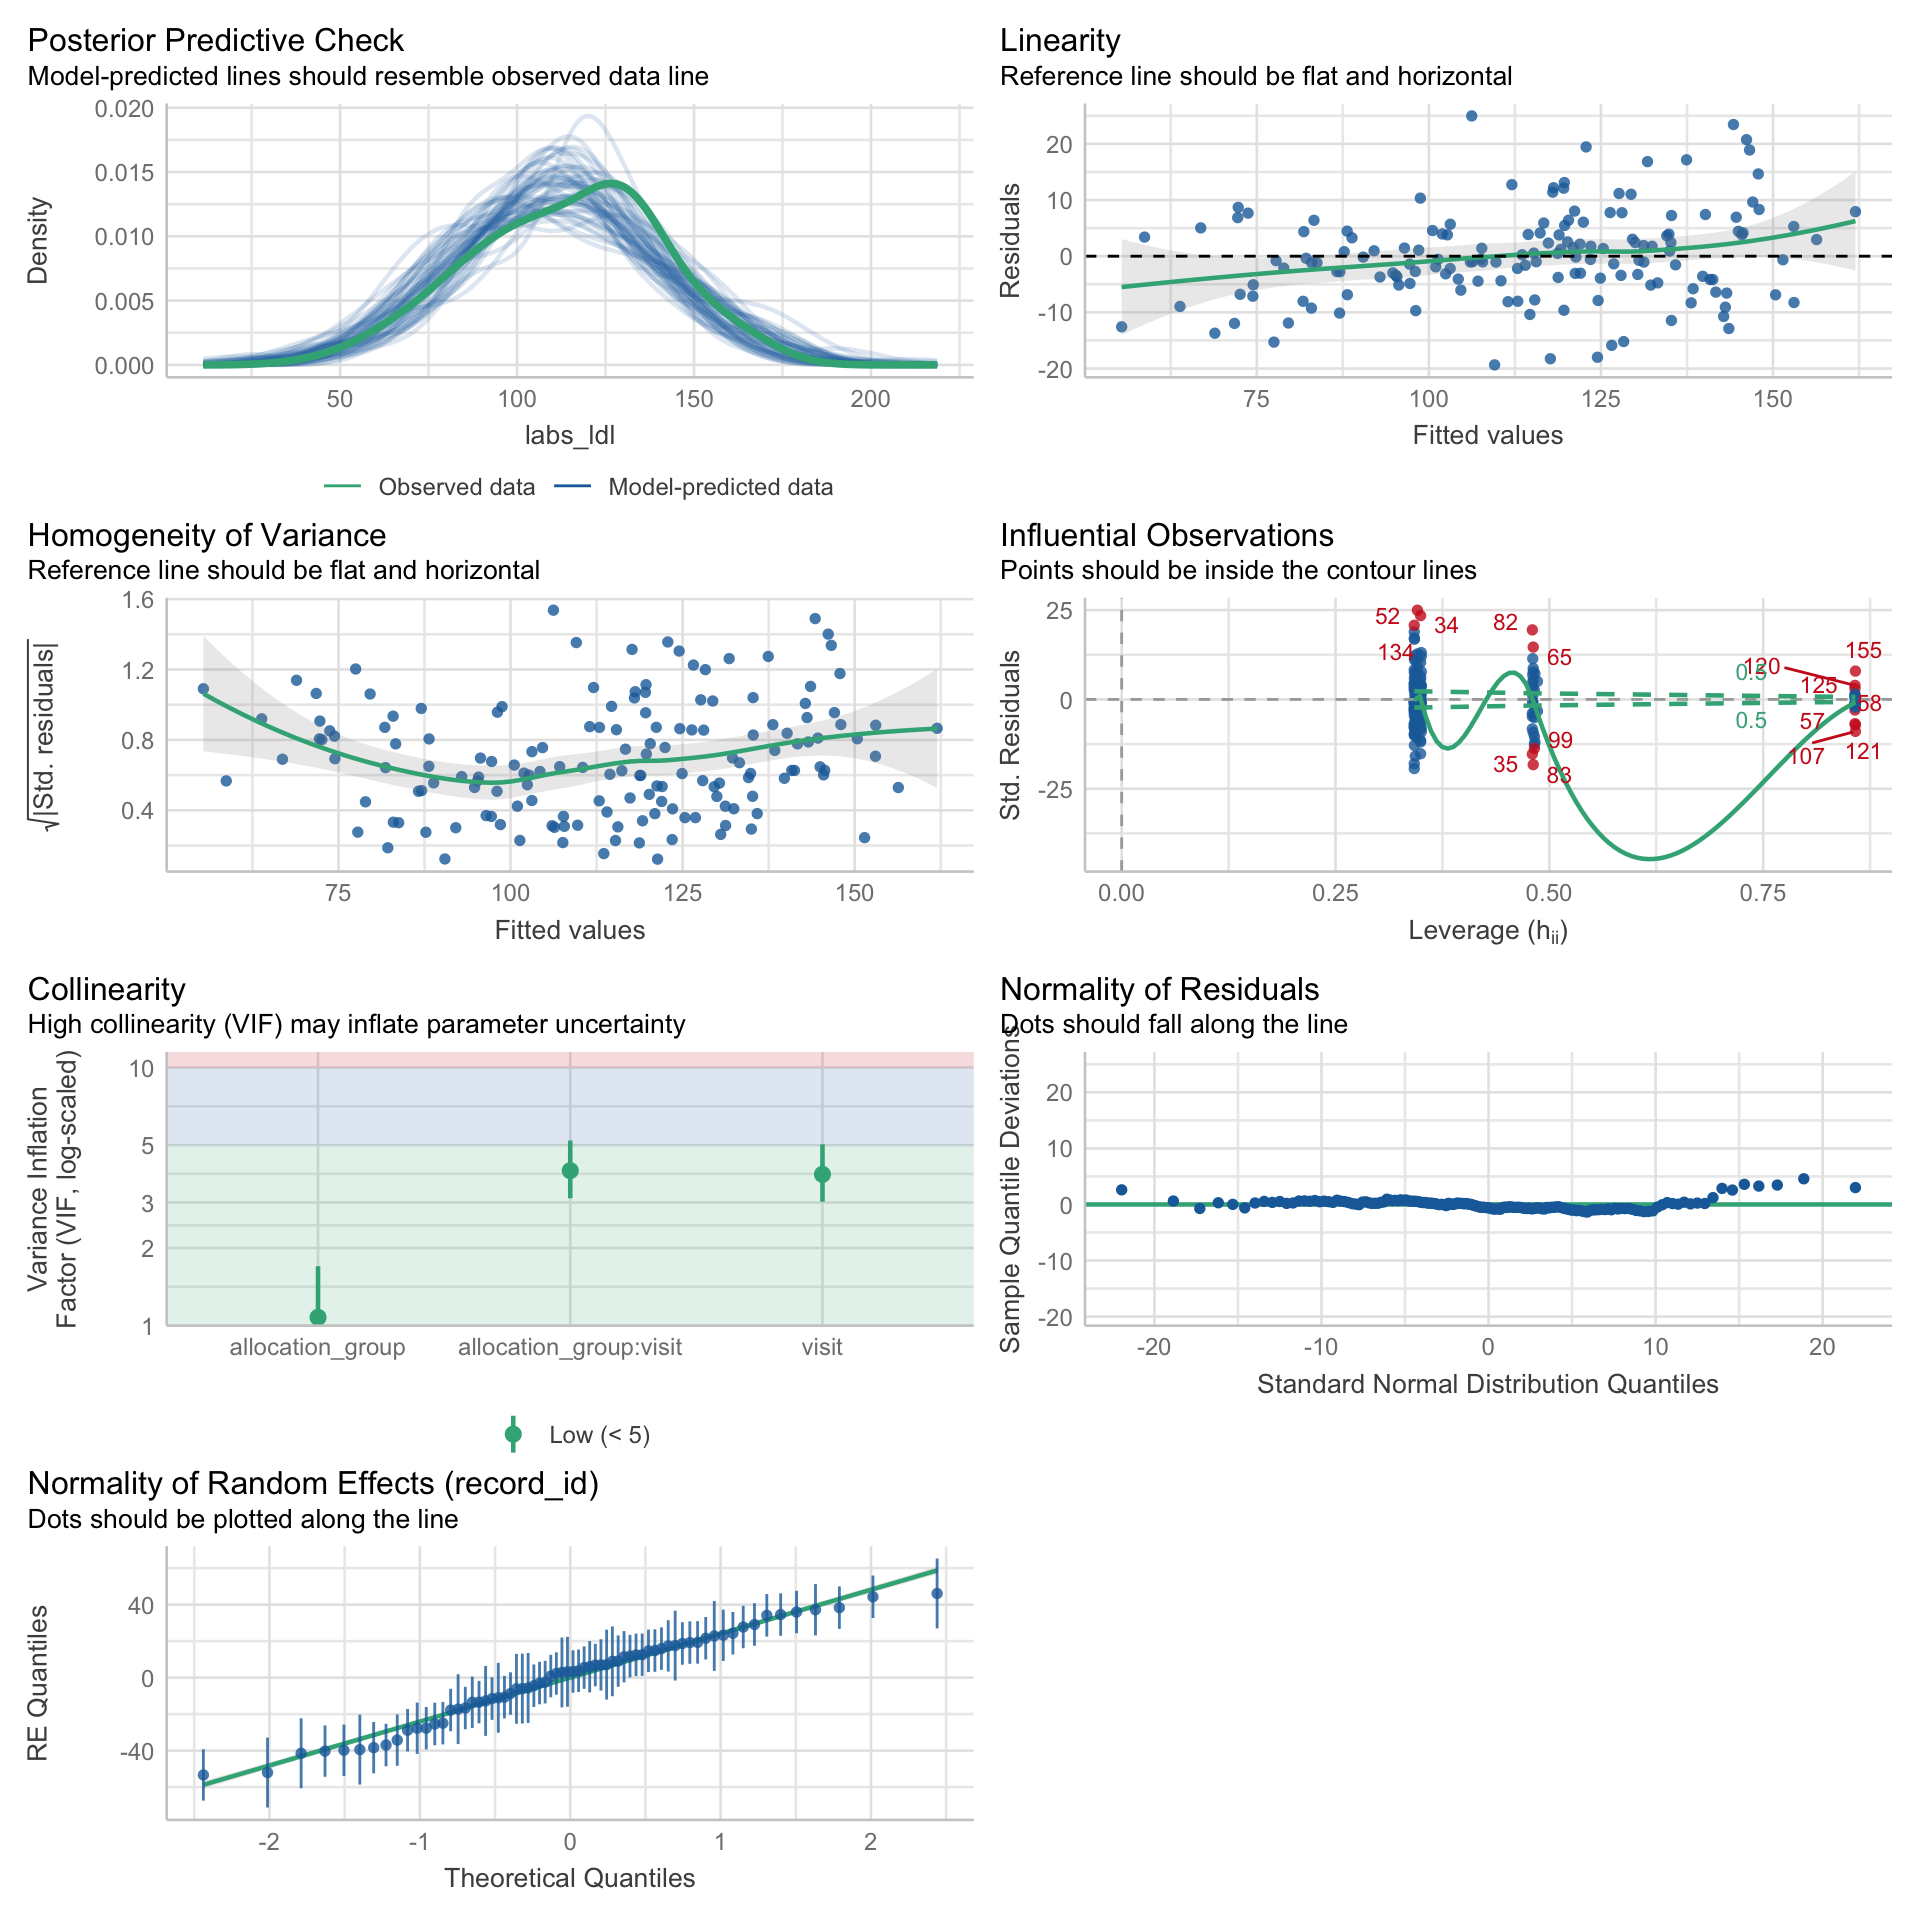 Posterior Predictive Check
Model-predicted lines should resemble observed data line
0.020
0.015
0.010
0.005
0.000
Density
50 100 150 200
labs_ldl
Observed data Model-predicted data
Linearity
Reference line should be flat and horizontal
20
10
0
-10
-20
Residuals
75 100 125 150
Fitted values
Homogeneity of Variance
Reference line should be flat and horizontal
1.6
1.2
0.8
0.4
√|Std. residuals|
75 100 125 150
Fitted values
Influential Observations
Points should be inside the contour lines
25
0
-25
Std. Residuals
52
34
134
82
65
99
35
83
155
120
0.5
125
58
0.5
57
107
121
0.00 0.25 0.50 0.75
Leverage (hii)
Collinearity
High collinearity (VIF) may inflate parameter uncertainty
10
5
3
2
1
Variance Inflation
Factor (VIF, log-scaled)
allocation_group allocation_group:visit visit
Low (< 5)
Normality of Residuals
Dots should fall along the line
20
10
0
-10
-20
Sample Quantile Deviations
-20 -10 0 10 20
Standard Normal Distribution Quantiles
Normality of Random Effects (record_id)
Dots should be plotted along the line
40
0
-40
RE Quantiles
-2 -1 0 1 2
Theoretical Quantiles